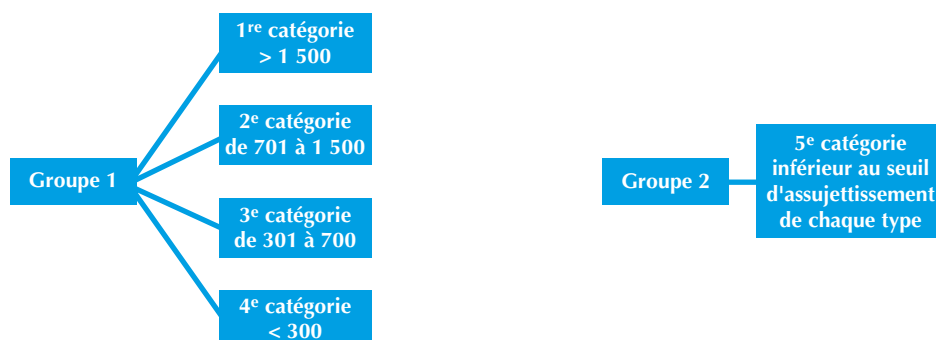 Groupe 1
1re catégorie
> 1 500
2e catégorie
de 701 à 1 500
3e catégorie
de 301 à 700
4e catégorie
< 300
Groupe 2
5e catégorie
inférieur au seuil
d'assujettissement
de chaque type